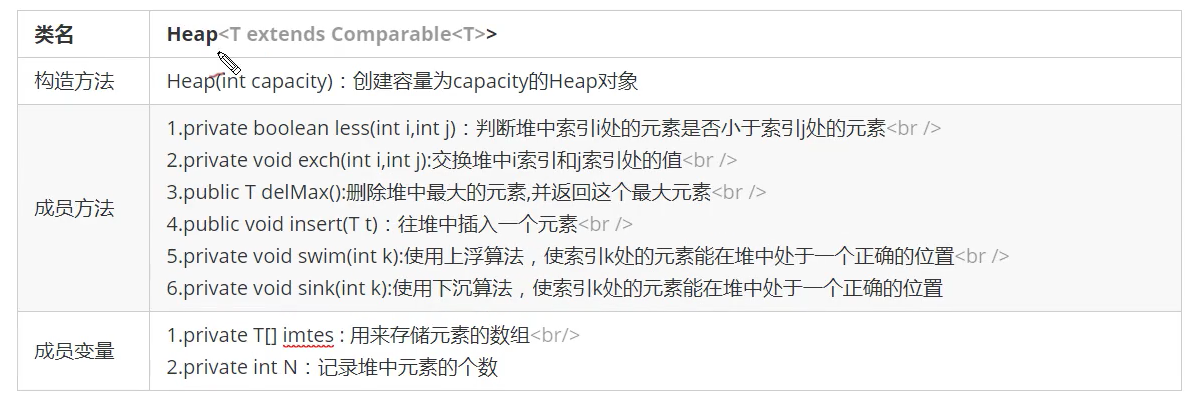 类名
Heap<T extends Comparable<T>>
构造方法
Heap(int capacity)：创建容量为capacity的Heap对象
成员方法
1.private boolean less(int i,int j)：判断堆中索引i处的元素是否小于索引j处的元素<br />
2.private void exch(int i,int j):交换堆中i索引和j索引处的值<br />
3.public T delMax():删除堆中最大的元素,并返回这个最大元素<br />
4.public void insert(T t)：往堆中插入一个元素<br />
5.private void swim(int k):使用上浮算法，使索引k处的元素能在堆中处于一个正确的位置<br />
6.private void sink(int k):使用下沉算法，使索引k处的元素能在堆中处于一个正确的位置
成员变量
1.private T[] imtes : 用来存储元素的数组<br/>
2.private int N：记录堆中元素的个数